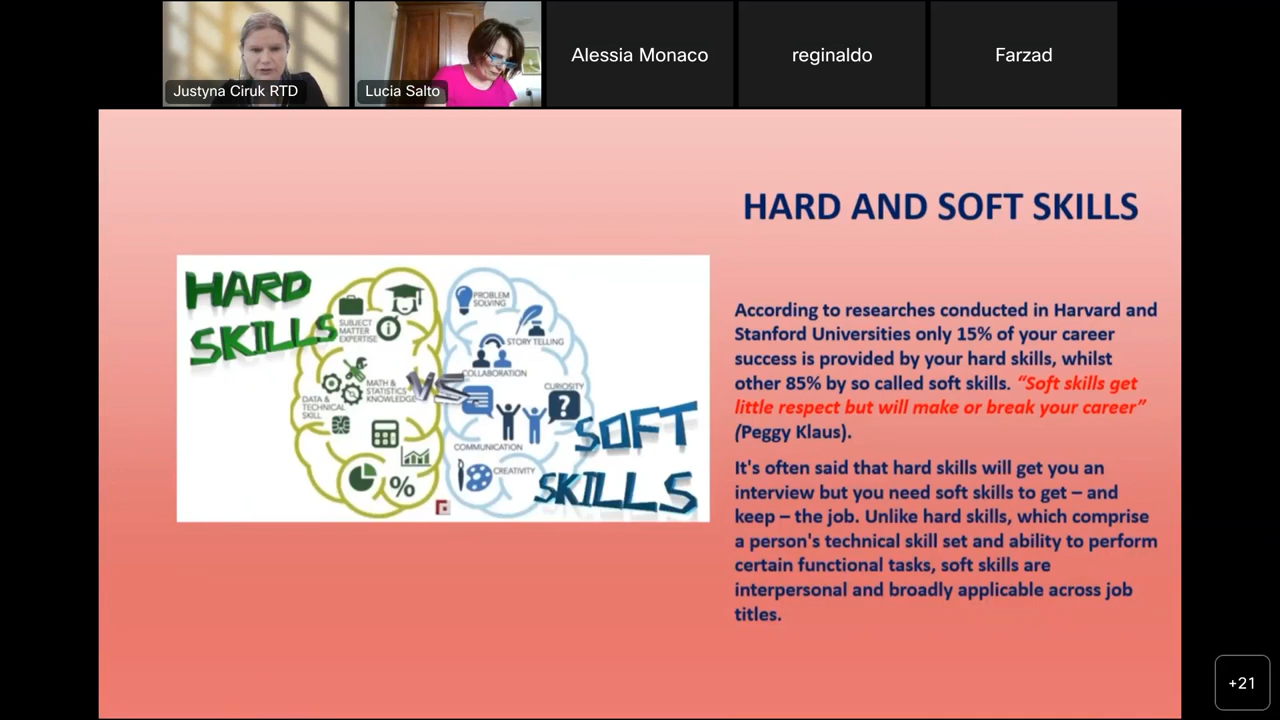 Justyna Ciruk RTD
Lucia Salto
Alessia Monaco
reginaldo
Farzad
HARD AND SOFT SKILLS
HARD
SKILLS
VS
SOFT
SKILLS
SUBJECT
MATTER
EXPERTISE
MATH &
STATISTICS
KNOWLEDGE
DATA &
TECHNICAL
SKILL
%
PROBLEM
SOLVING
STORY TELLING
COLLABORATION
CURIOSITY
?
COMMUNICATION
CREATIVITY
According to researches conducted in Harvard and
Stanford Universities only 15% of your career
success is provided by your hard skills, whilst
other 85% by so called soft skills. “Soft skills get
little respect but will make or break your career”
(Peggy Klaus).
It's often said that hard skills will get you an
interview but you need soft skills to get – and
keep – the job. Unlike hard skills, which comprise
a person's technical skill set and ability to perform
certain functional tasks, soft skills are
interpersonal and broadly applicable across job
titles.
+21